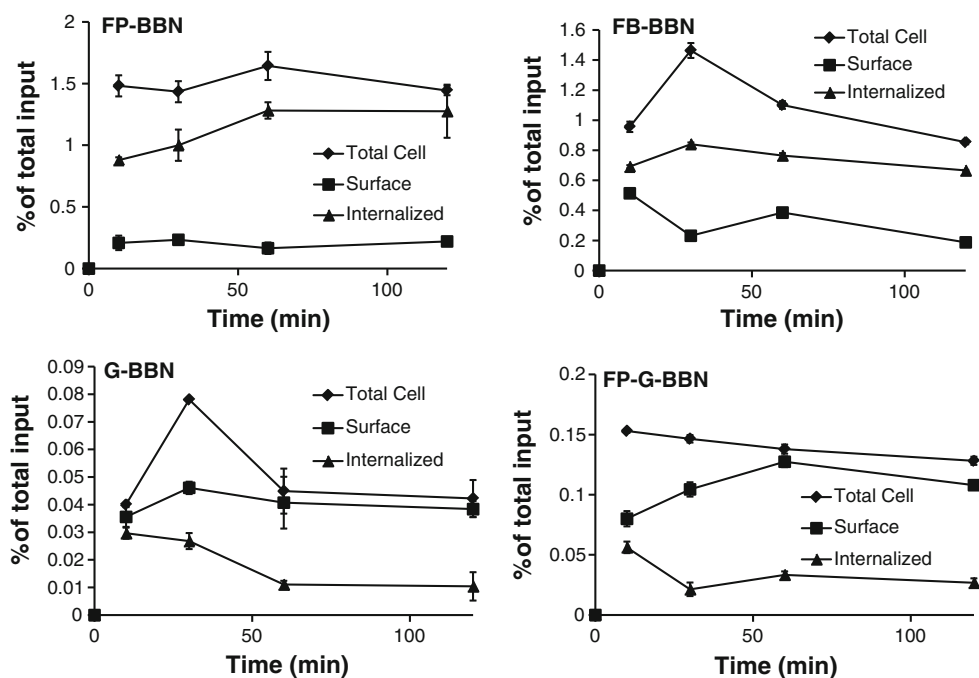 FP-BBN
2
1.5
1
0.5
0
0
50
100
%of total input
Time (min)
Total Cell
Surface
Internalized
FB-BBN
1.6
1.4
1.2
1
0.8
0.6
0.4
0.2
0
0
50
100
%of total input
Time (min)
Total Cell
Surface
Internalized
G-BBN
0.09
0.08
0.07
0.06
0.05
0.04
0.03
0.02
0.01
0
0
50
100
%of total input
Time (min)
Total Cell
Surface
Internalized
FP-G-BBN
0.2
0.15
0.1
0.05
0
0
50
100
%of total input
Time (min)
Total Cell
Surface
Internalized